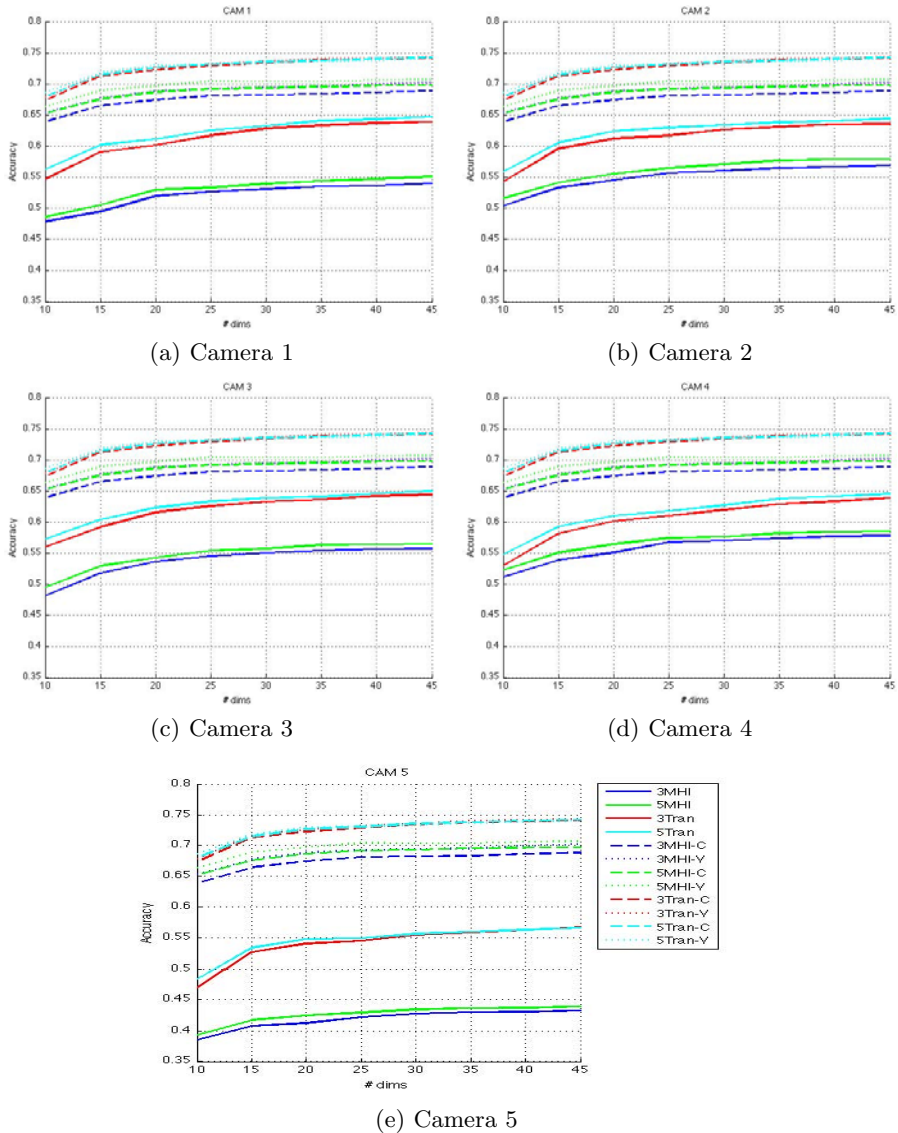 CAM 1
0.8
0.75
0.7
0.65
0.6
0.55
0.5
0.45
0.4
0.35
Accuracy
10 15 20 25 30 35 40 45
# dims
(a) Camera 1
CAM 2
0.8
0.75
0.7
0.65
0.6
0.55
0.5
0.45
0.4
0.35
Accuracy
10 15 20 25 30 35 40 45
# dims
(b) Camera 2
CAM 3
0.8
0.75
0.7
0.65
0.6
0.55
0.5
0.45
0.4
0.35
Accuracy
10 15 20 25 30 35 40 45
# dims
(c) Camera 3
CAM 4
0.8
0.75
0.7
0.65
0.6
0.55
0.5
0.45
0.4
0.35
Accuracy
10 15 20 25 30 35 40 45
# dims
(d) Camera 4
CAM 5
0.8
0.75
0.7
0.65
0.6
0.55
0.5
0.45
0.4
0.35
Accuracy
10 15 20 25 30 35 40 45
# dims
3MHI
5MHI
3Tran
5Tran
3MHI-C
3MHI-Y
5MHI-C
5MHI-Y
3Tran-C
3Tran-Y
5Tran-C
5Tran-Y
(e) Camera 5